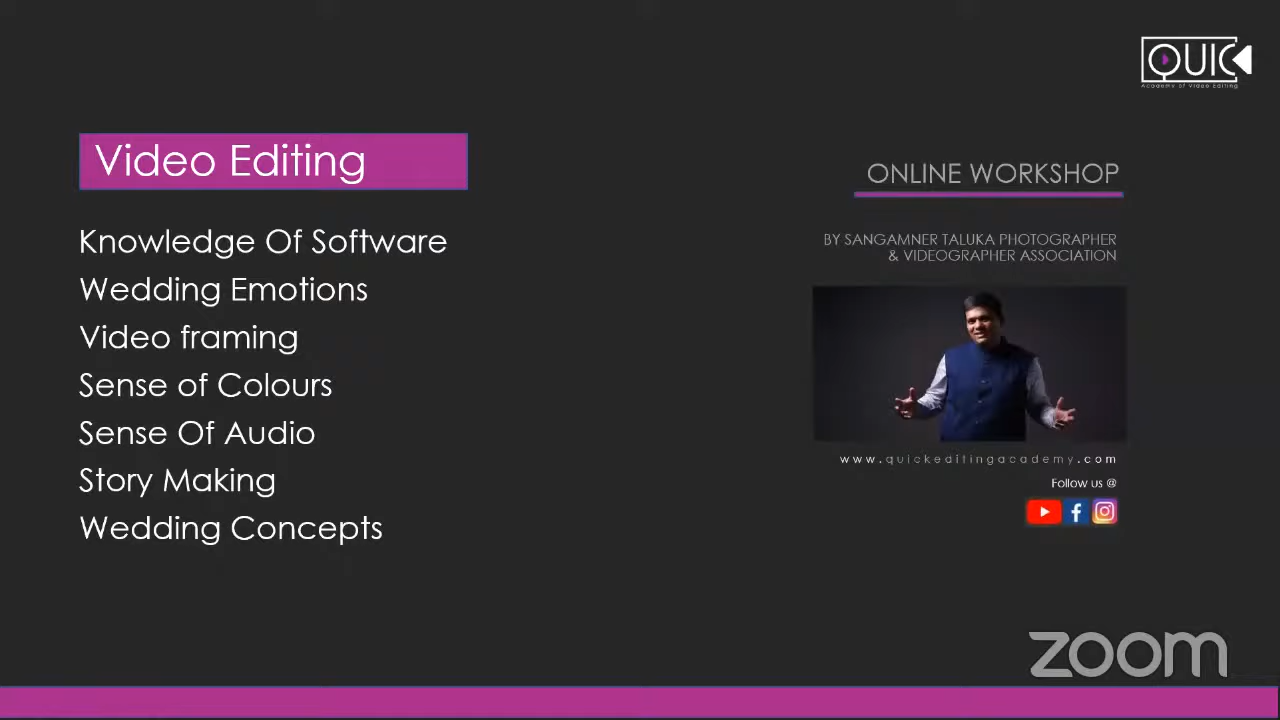 QUIC
Academy of Video Editing
Video Editing
Knowledge Of Software
Wedding Emotions
Video framing
Sense of Colours
Sense Of Audio
Story Making
Wedding Concepts
ONLINE WORKSHOP
BY SANGAMNER TALUKA PHOTOGRAPHER
& VIDEOGRAPHER ASSOCIATION
www.quickeditingacademy.com
Follow us @
zoom